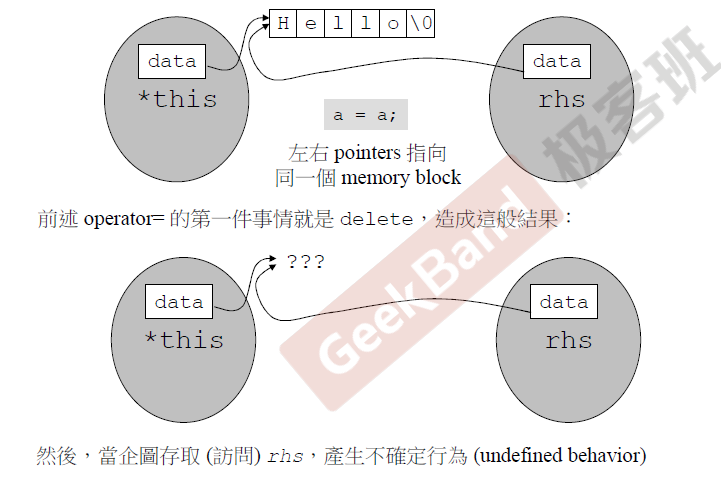 H e l l o \0
data
data
*this
rhs
a = a;
左右 pointers 指向
同一個 memory block
前述 operator= 的第一件事情就是 delete，造成這般結果：
???
data
data
*this
rhs
然後，當企圖存取 (訪問) rhs，產生不確定行為 (undefined behavior)
GeekBand 极客班